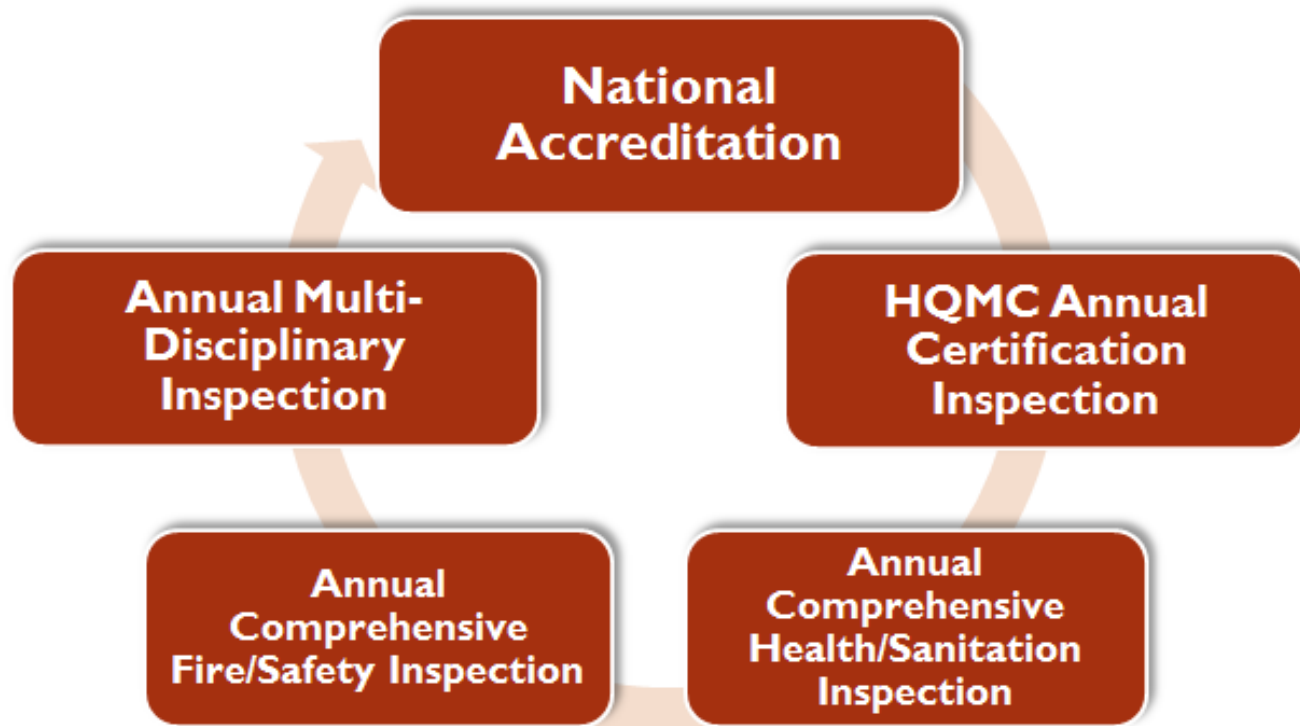 National
Accreditation
HQMC Annual
Certification
Inspection
Annual
Comprehensive
Health/Sanitation
Inspection
Annual
Comprehensive
Fire/Safety Inspection
Annual Multi-
Disciplinary
Inspection